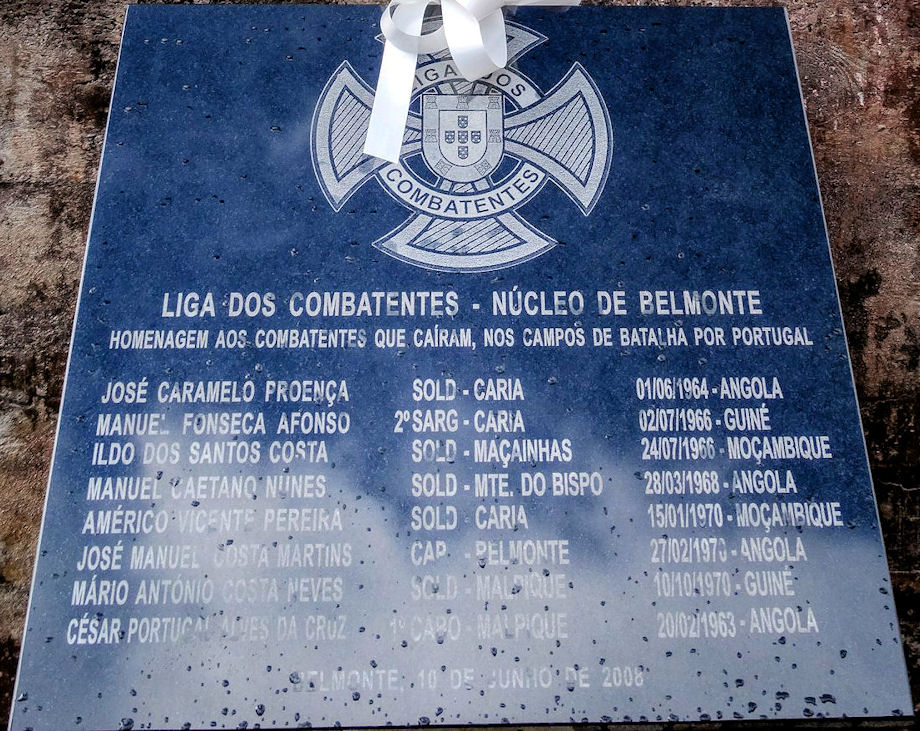 LIGA DOS
COMBATENTES
LIGA DOS COMBATENTES - NÚCLEO DE BELMONTE
HOMENAGEM AOS COMBATENTES QUE CAÍRAM, NOS CAMPOS DE BATALHA POR PORTUGAL
JOSÉ CARAMELO PROENÇA SOLD - CARIA 01/06/1964 - ANGOLA
MANUEL FONSECA AFONSO 2º SARG - CARIA 02/07/1966 - GUINÉ
ILDO DOS SANTOS COSTA SOLD - MAÇAINHAS 24/07/1966 - MOÇAMBIQUE
MANUEL CAETANO NUNES SOLD - MTE. DO BISPO 28/03/1968 - ANGOLA
AMÉRICO VICENTE PEREIRA SOLD - CARIA 15/01/1970 - MOÇAMBIQUE
JOSÉ MANUEL COSTA MARTINS CAP. - BELMONTE 27/02/1970 - ANGOLA
MÁRIO ANTÓNIO COSTA NEVES SOLD - MALPIQUE 10/10/1970 - GUINE
CÉSAR PORTUGAL ALVES DA CRUZ 1º CABO - MALPIQUE 20/02/1963 - ANGOLA
BELMONTE, 10 DE JUNHO DE 2008